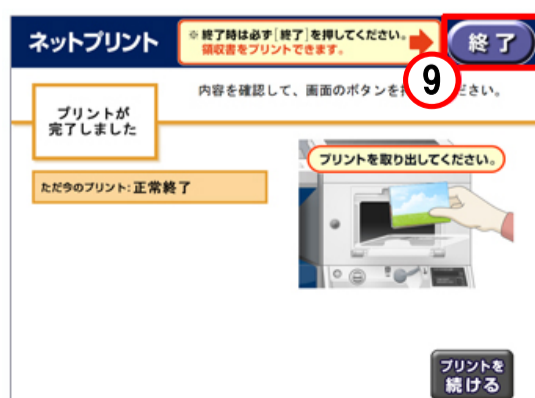 ネットプリント
※終了時は必ず[終了]を押してください。
領収書をプリントできます。
終了
9
内容を確認して、画面のボタンを押ください。
プリントが
完了しました
プリントを取り出してください。
ただ今のプリント:正常終了
プリントを
続ける